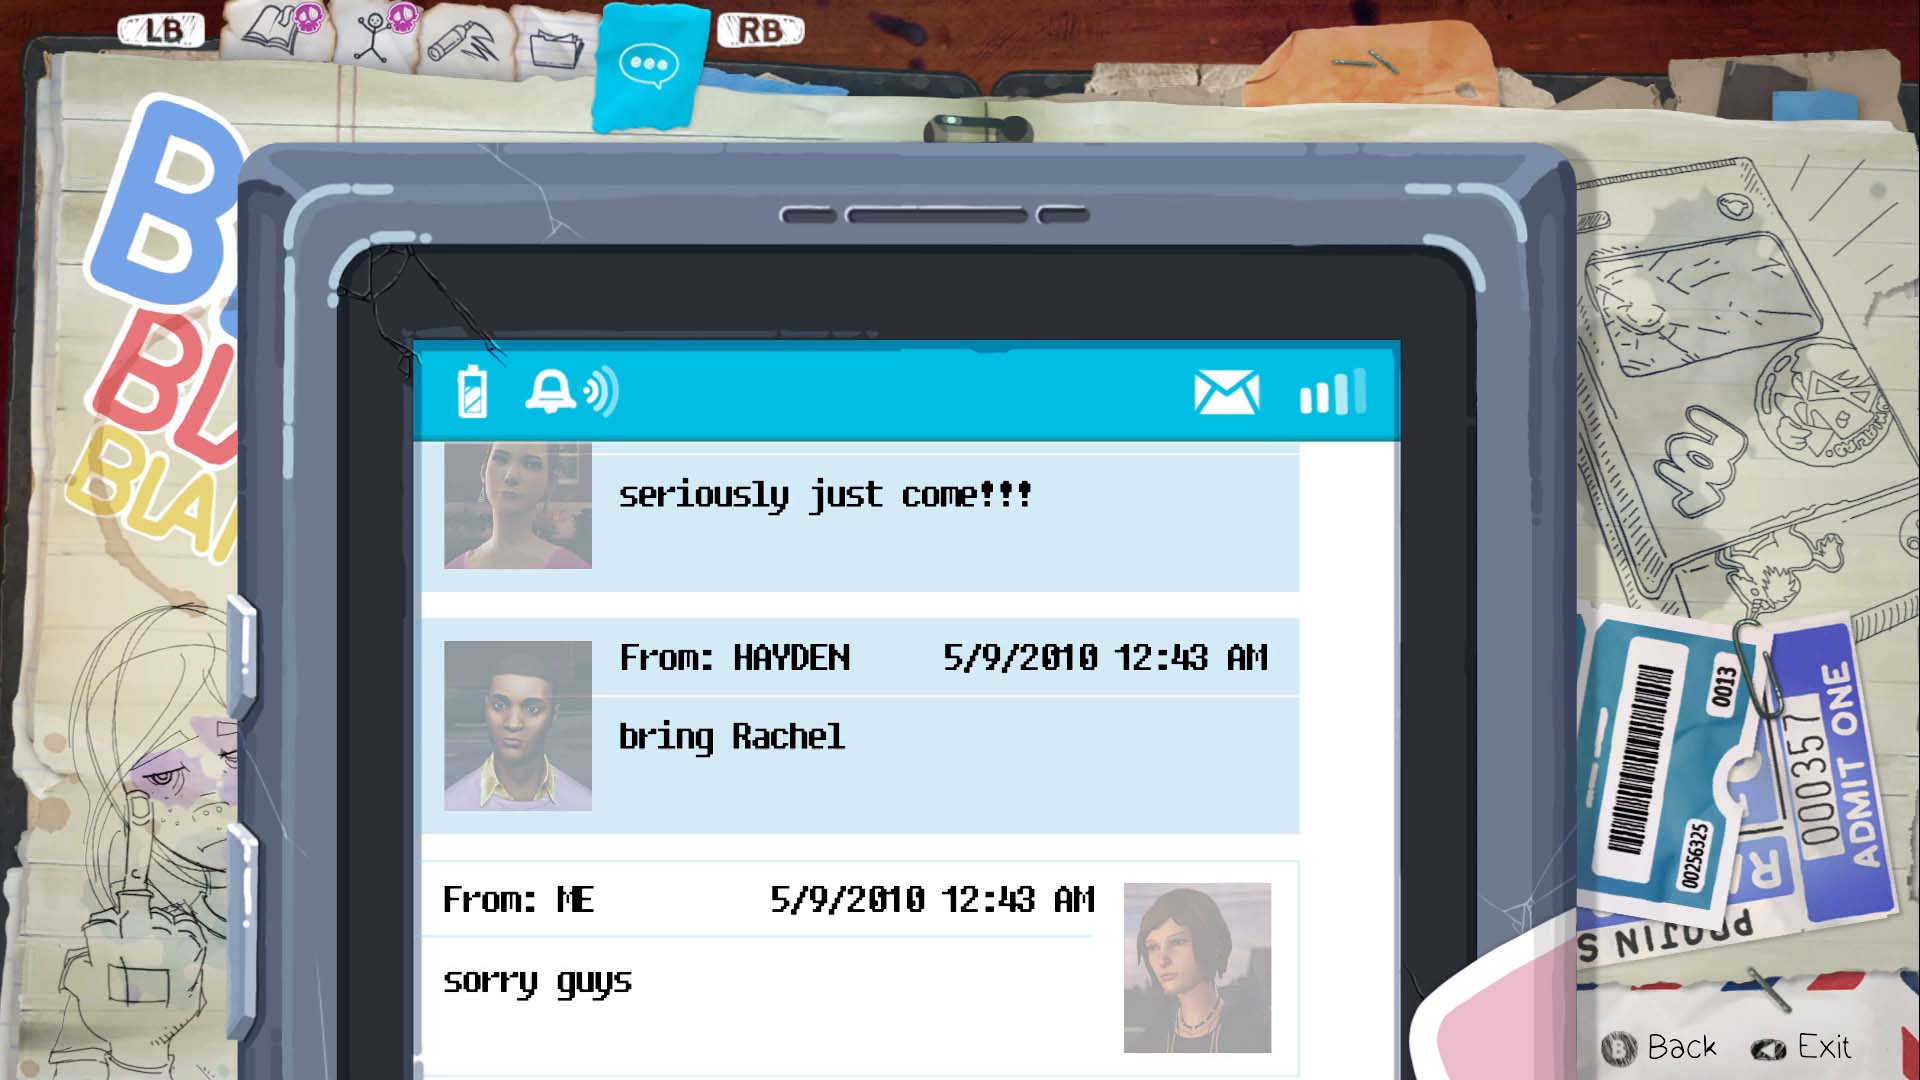 LB
RB
seriously just come!!!
From: HAYDEN 5/9/2010 12:43 AM
bring Rachel
From: ME 5/9/2010 12:43 AM
sorry guys
0013
00256325
000357
ADMIT ONE
Back
Exit